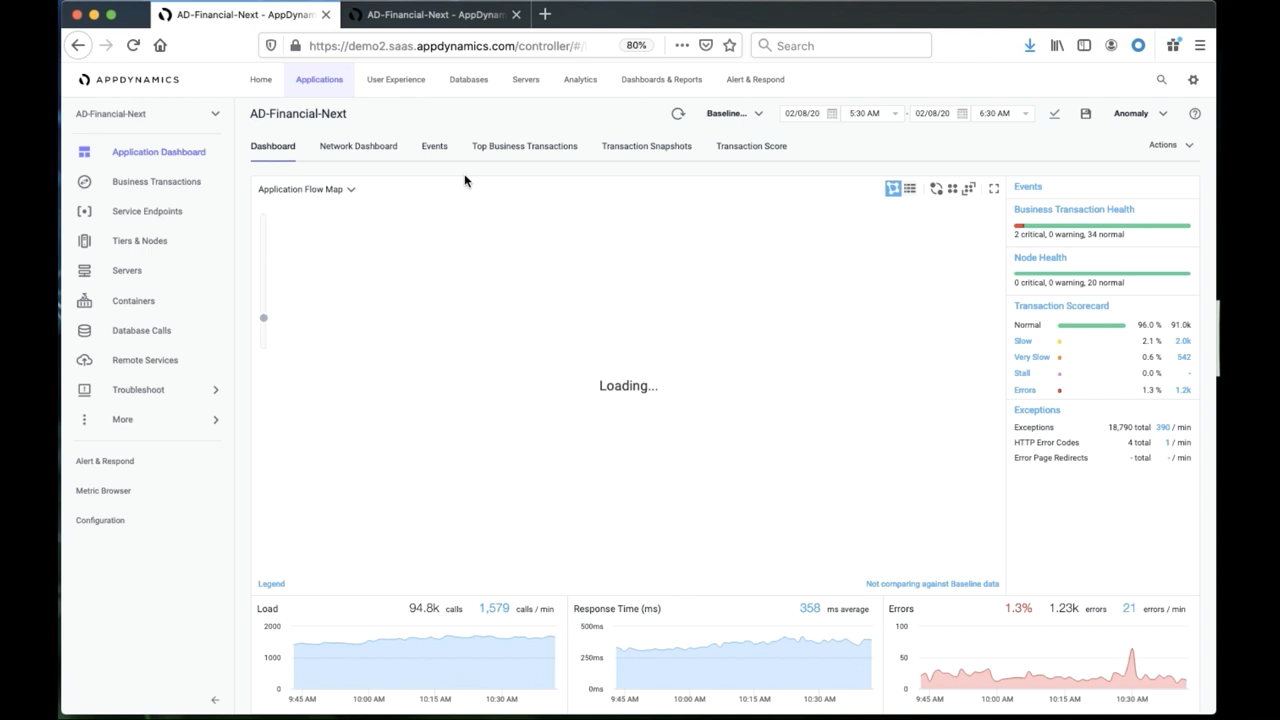 AD-Financial-Next - AppDynam
AD-Financial-Next - AppDynam
https://demo2.saas.appdynamics.com/controller/#/
80%
Search
APPDYNAMICS
Home
Applications
User Experience
Databases
Servers
Analytics
Dashboards & Reports
Alert & Respond
AD-Financial-Next
AD-Financial-Next
Baseline...
02/08/20
5:30 AM
-
02/08/20
6:30 AM
Anomaly
Dashboard
Network Dashboard
Events
Top Business Transactions
Transaction Snapshots
Transaction Score
Actions
Application Dashboard
Business Transactions
Service Endpoints
Tiers & Nodes
Servers
Containers
Database Calls
Remote Services
Troubleshoot
More
Alert & Respond
Metric Browser
Configuration
Application Flow Map
Loading...
Legend
Not comparing against Baseline data
Events
Business Transaction Health
2 critical, 0 warning, 34 normal
Node Health
0 critical, 0 warning, 20 normal
Transaction Scorecard
Normal 96.0 % 91.0k
Slow 2.1 % 2.0k
Very Slow 0.6 % 542
Stall 0.0 % -
Errors 1.3 % 1.2k
Exceptions
Exceptions 18,790 total 390 / min
HTTP Error Codes 4 total 1 / min
Error Page Redirects - total - / min
Load 94.8k calls 1,579 calls / min
2000
1000
0
9:45 AM 10:00 AM 10:15 AM 10:30 AM
Response Time (ms) 358 ms average
500ms
250ms
0ms
9:45 AM 10:00 AM 10:15 AM 10:30 AM
Errors 1.3% 1.23k errors 21 errors / min
100
50
0
9:45 AM 10:00 AM 10:15 AM 10:30 AM